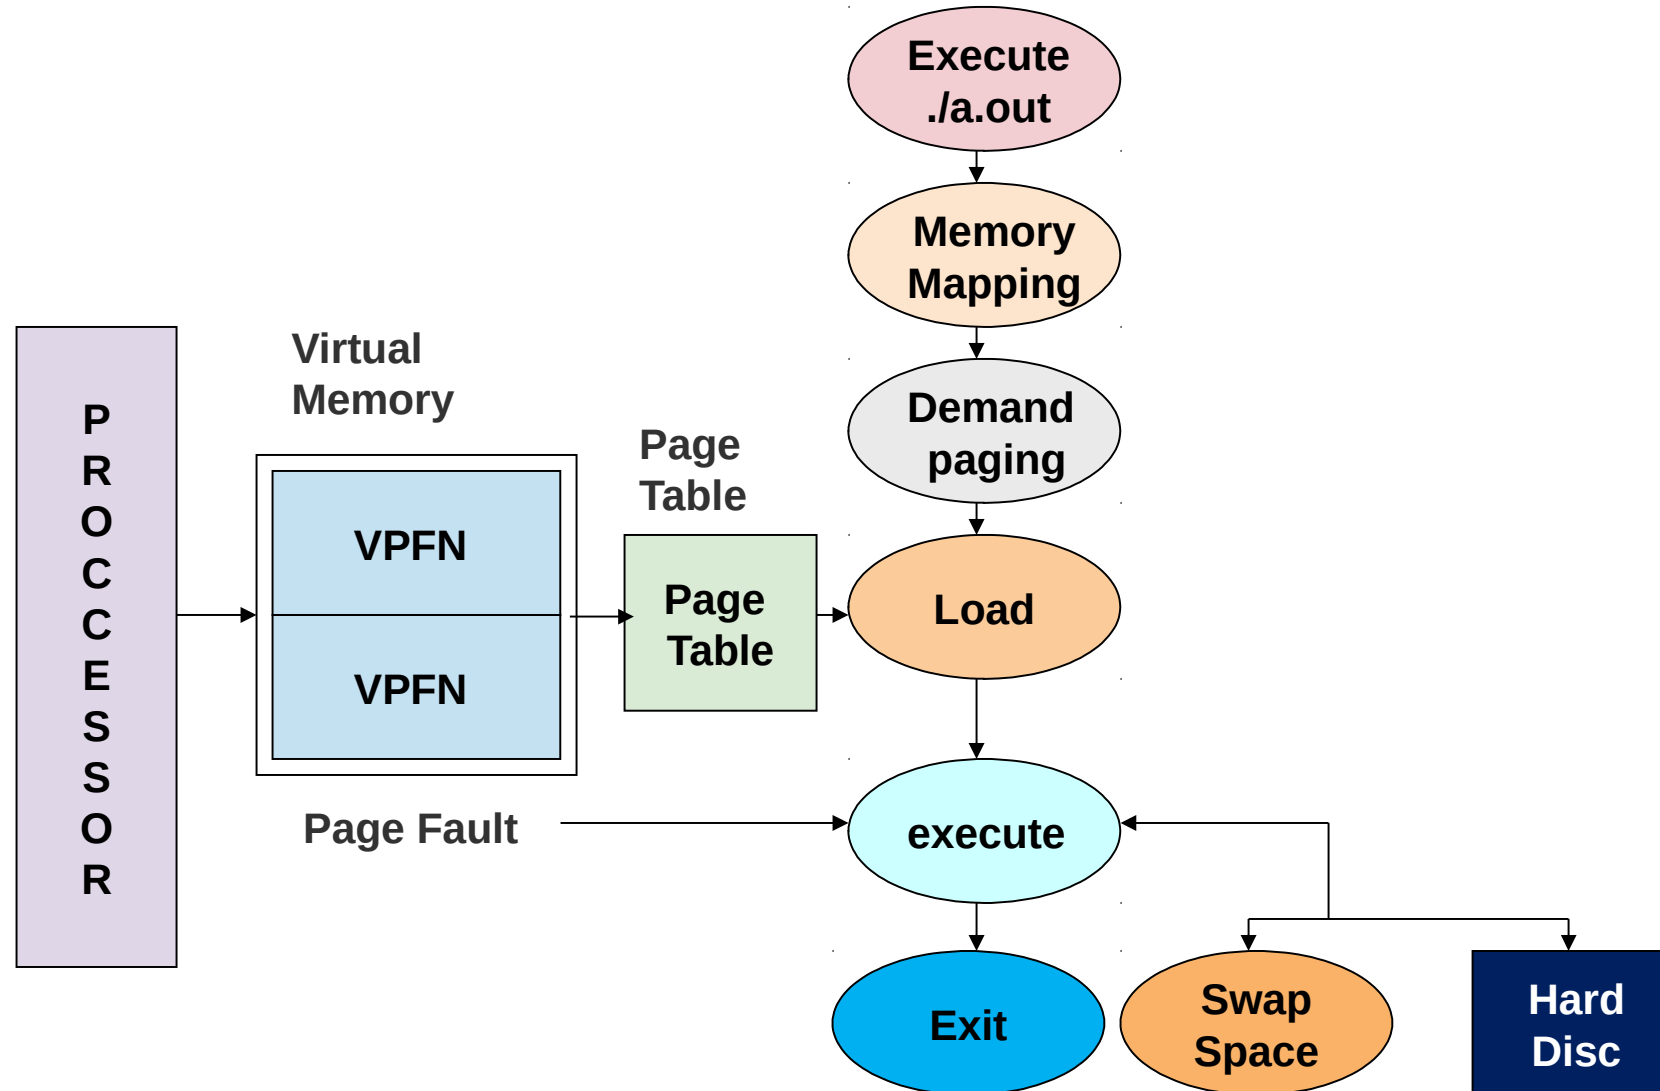 Execute
./a.out
Memory
Mapping
Demand
paging
Virtual
Memory
Page
Table
P
R
O
C
C
E
S
S
O
R
VPFN
VPFN
Page
Table
Load
Page Fault
execute
Exit
Swap
Space
Hard
Disc